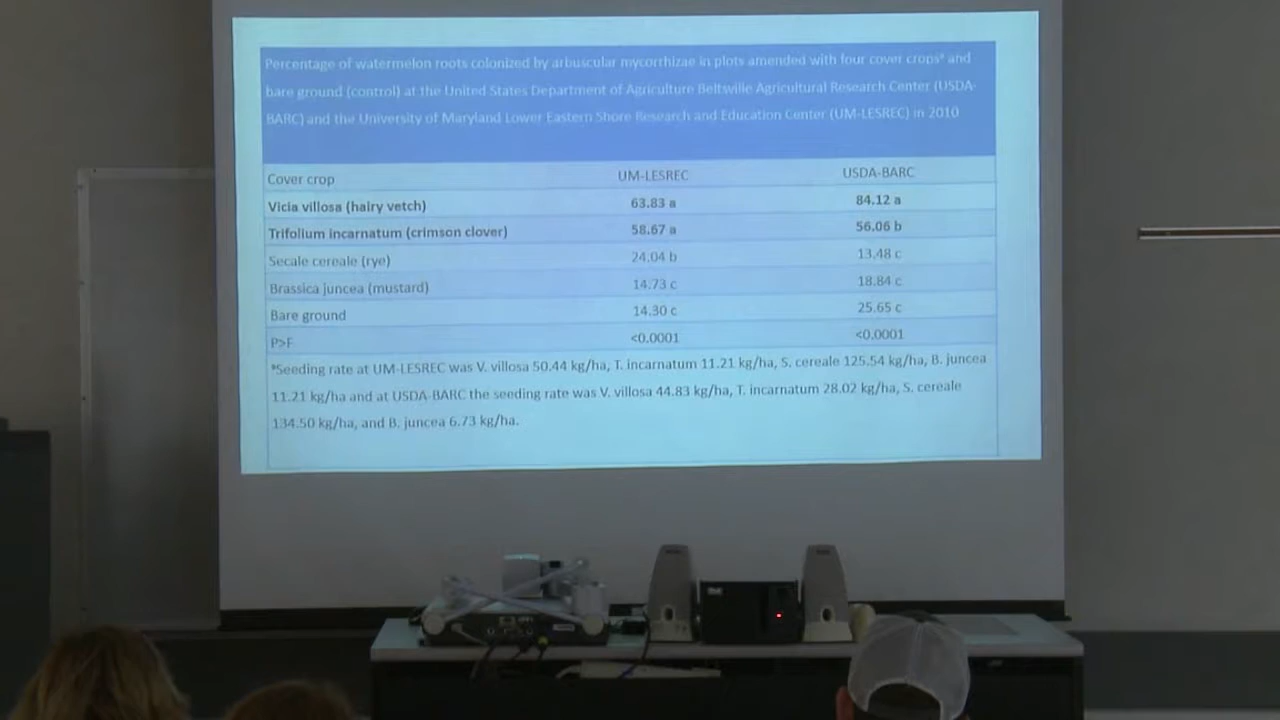 Percentage of watermelon roots colonized by arbuscular mycorrhizae in plots amended with four cover crops* and
bare ground (control) at the United States Department of Agriculture Beltsville Agricultural Research Center (USDA-
BARC) and the University of Maryland Lower Eastern Shore Research and Education Center (UM-LESREC) in 2010
Cover crop UM-LESREC USDA-BARC
Vicia villosa (hairy vetch) 63.83 a 84.12 a
Trifolium incarnatum (crimson clover) 58.67 a 56.06 b
Secale cereale (rye) 24.04 b 13.48 c
Brassica juncea (mustard) 14.73 c 18.84 c
Bare ground 14.30 c 25.65 c
P>F <0.0001 <0.0001
*Seeding rate at UM-LESREC was V. villosa 50.44 kg/ha, T. incarnatum 11.21 kg/ha, S. cereale 125.54 kg/ha, B. juncea
11.21 kg/ha and at USDA-BARC the seeding rate was V. villosa 44.83 kg/ha, T. incarnatum 28.02 kg/ha, S. cereale
134.50 kg/ha, and B. juncea 6.73 kg/ha.